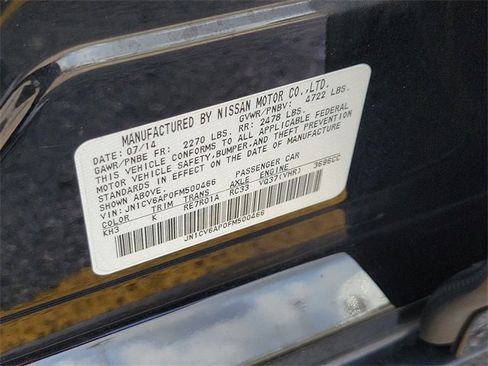 MANUFACTURED BY NISSAN MOTOR CO.,LTD.
DATE: 07/14 GVWR/PNBV: 4722 LBS.
GAWR/PNBE FR: 2270 LBS. RR: 2478 LBS.
THIS VEHICLE CONFORMS TO ALL APPLICABLE FEDERAL
MOTOR VEHICLE SAFETY,BUMPER,AND THEFT PREVENTION
STANDARDS IN EFFECT ON THE DATE OF MANUFACTURE
SHOWN ABOVE.
VIN: JN1CV6AP0FM500466 PASSENGER CAR
COLOR TRIM TRANS AXLE ENGINE 3696CC
KH3 K RE7R01A RC33 VQ37(VHR)
JN1CV6AP0FM500466